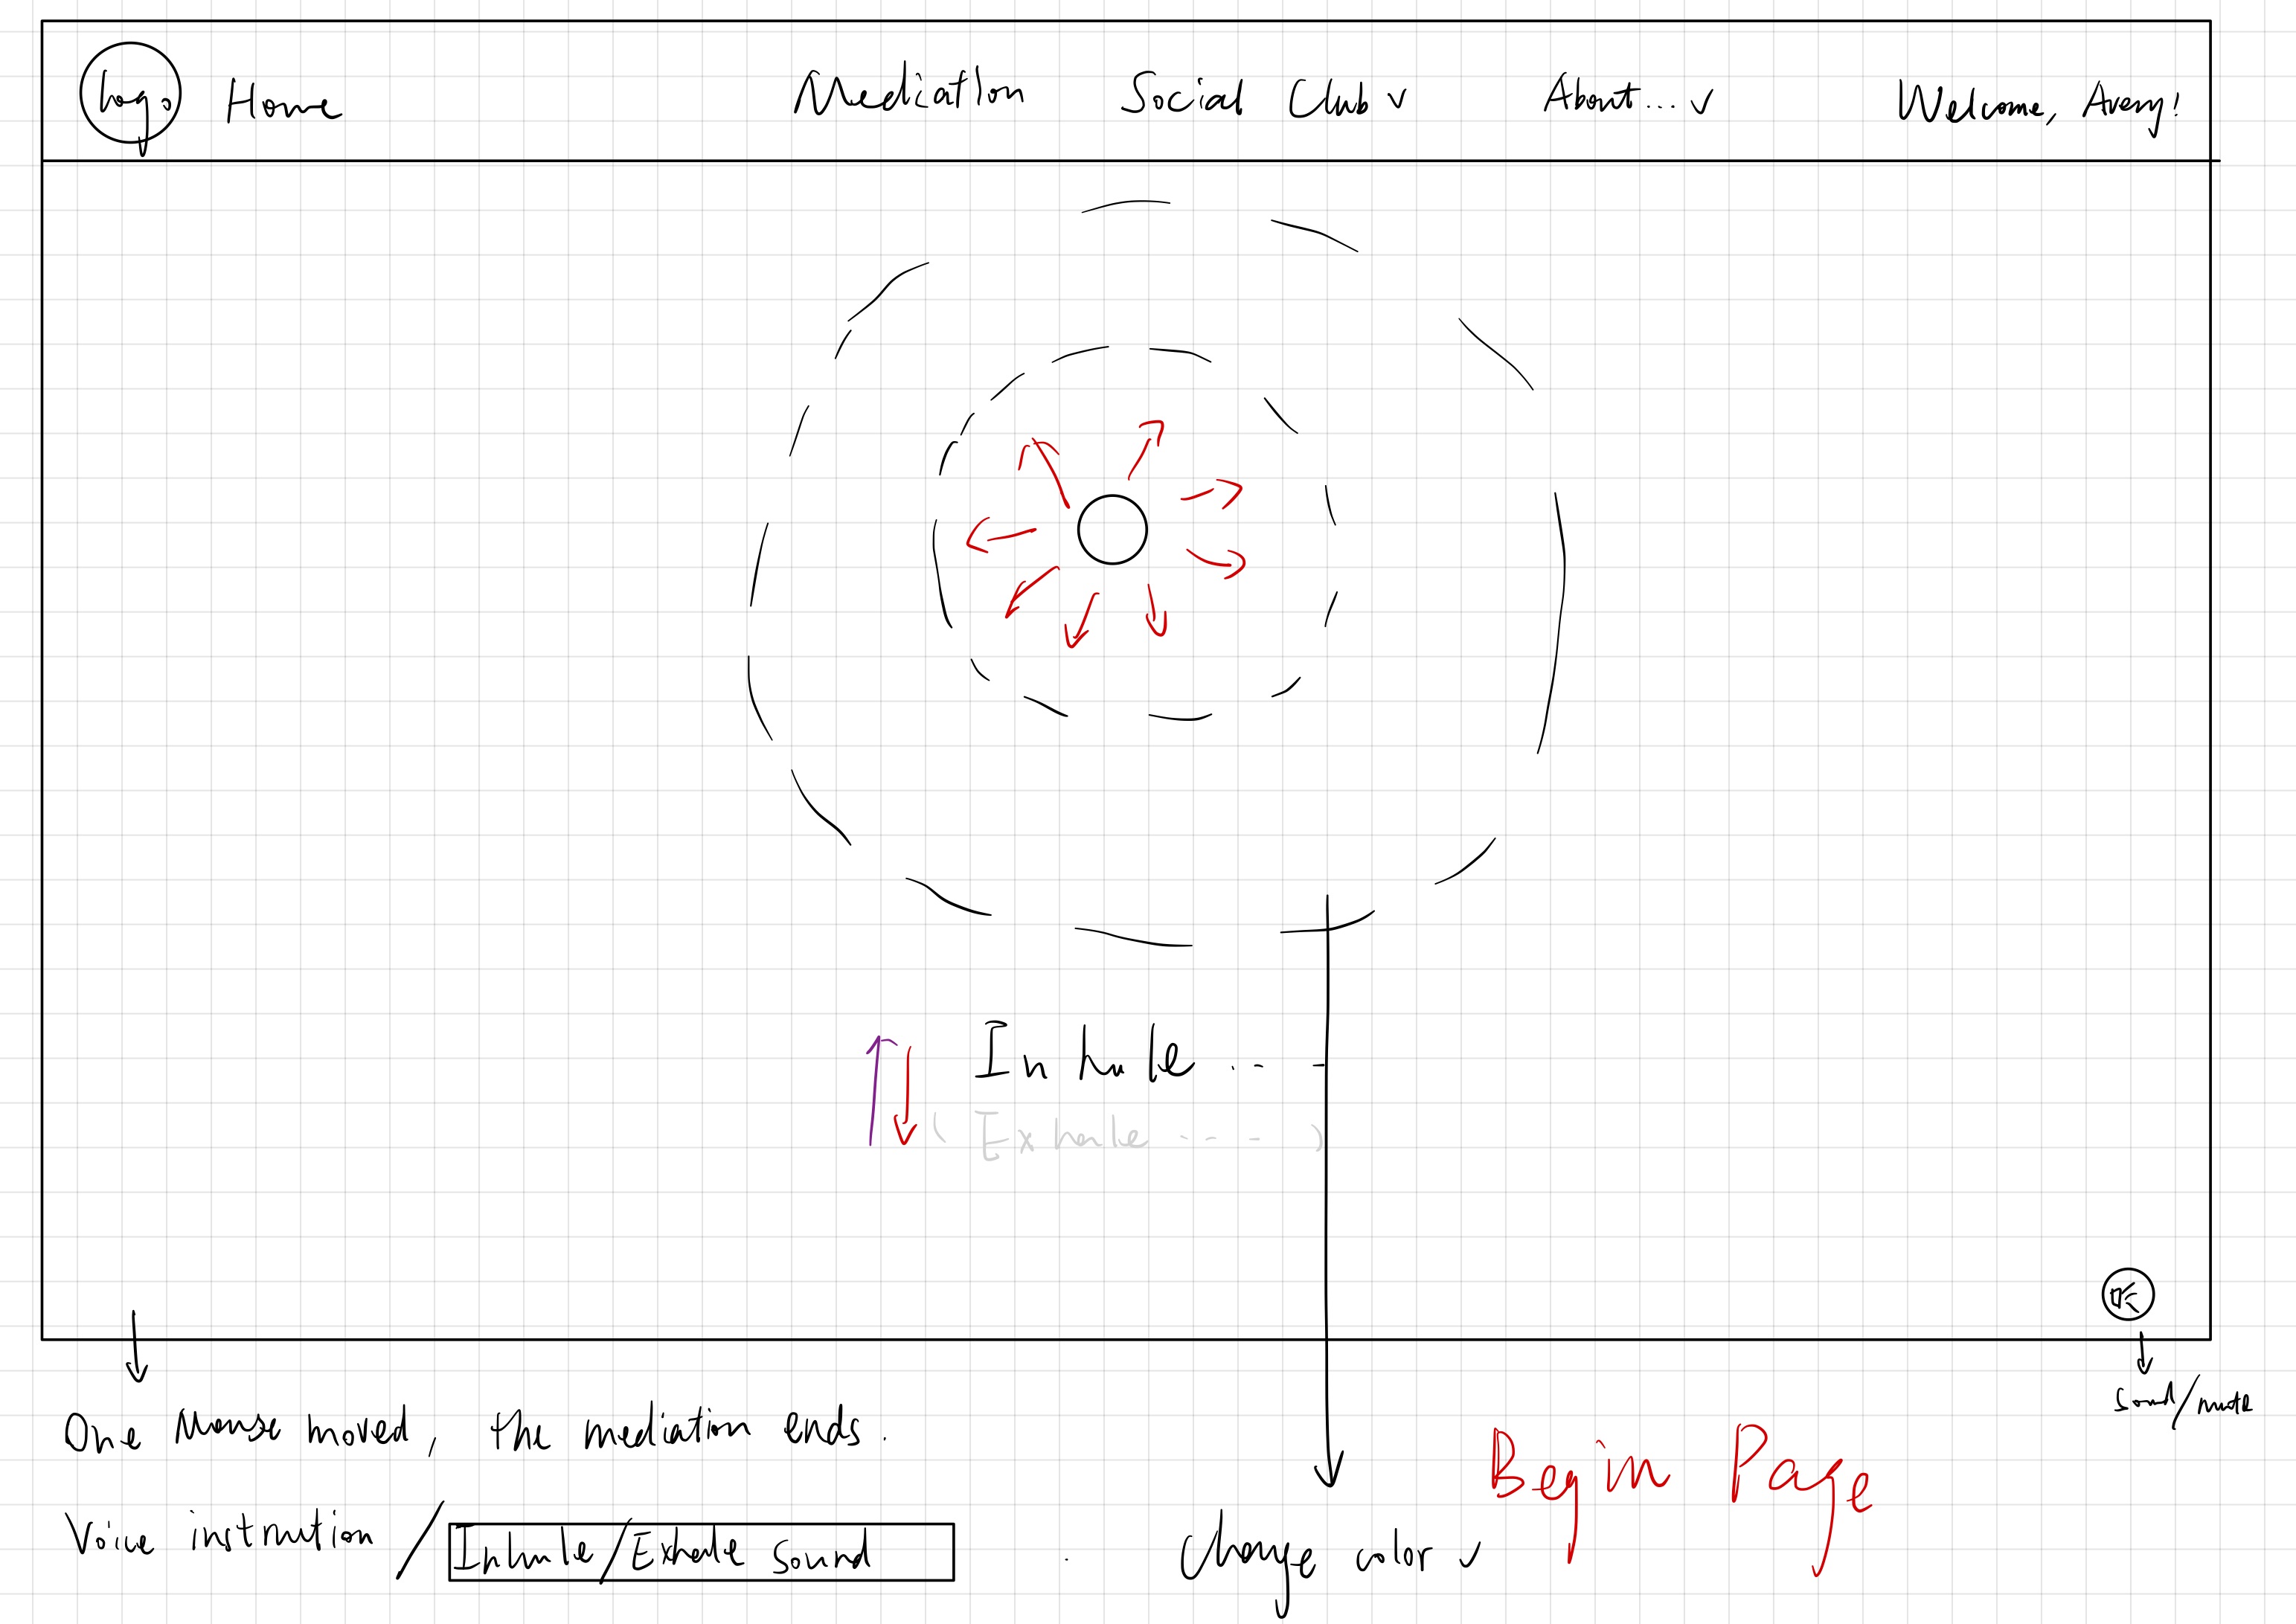 Logo Home Mediation Social Club ∨ About... ∨ Welcome, Avery!
Inhale ...
(Exhale ....)
One mouse moved, the mediation ends.
sound/mute
Begin Page
Voice instrution / Inhale/Exhale sound
change color ✓